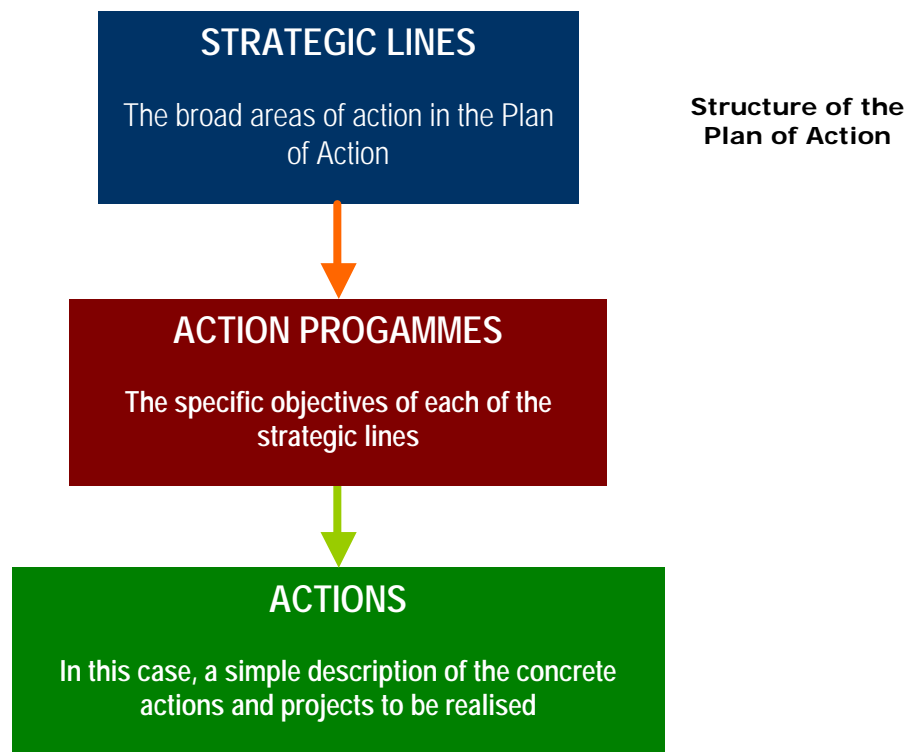 STRATEGIC LINES
The broad areas of action in the Plan
of Action
Structure of the
Plan of Action
ACTION PROGAMMES
The specific objectives of each of the
strategic lines
ACTIONS
In this case, a simple description of the concrete
actions and projects to be realised